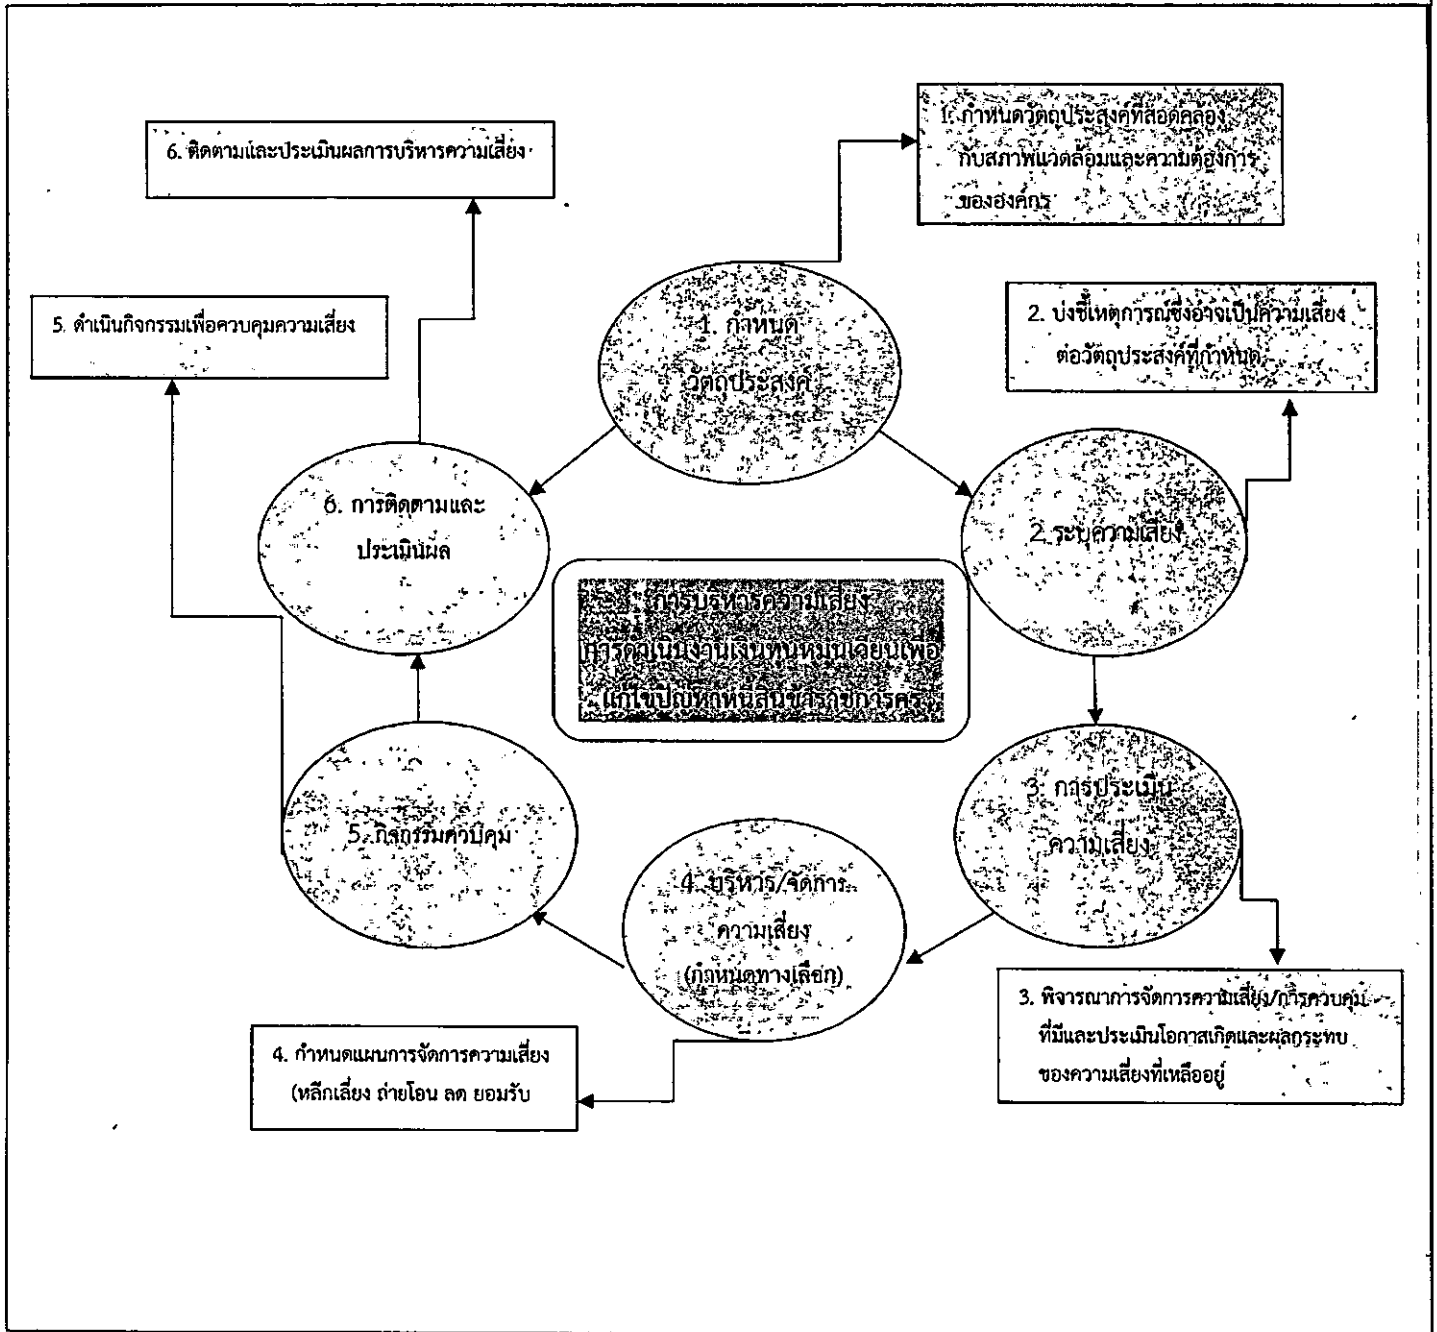 1. กำหนดวัตถุประสงค์ที่สอดคล้อง
กับสภาพแวดล้อมและความต้องการ
ขององค์กร
6. ติดตามและประเมินผลการบริหารความเสี่ยง
2. บ่งชี้เหตุการณ์ซึ่งอาจเป็นความเสี่ยง
ต่อวัตถุประสงค์ที่กำหนด
5. ดำเนินกิจกรรมเพื่อควบคุมความเสี่ยง
1. กำหนด
วัตถุประสงค์
6. การติดตามและ
ประเมินผล
2. ระบุความเสี่ยง
การบริหารความเสี่ยง
การดำเนินงานเงินทุนหมุนเวียนเพื่อ
แก้ไขปัญหาหนี้สินข้าราชการครู
3. การประเมิน
ความเสี่ยง
5. กิจกรรมควบคุม
4. บริหาร/จัดการ
ความเสี่ยง
(กำหนดทางเลือก)
3. พิจารณาการจัดการความเสี่ยง/การควบคุม
ที่มีและประเมินโอกาสเกิดและผลกระทบ
ของความเสี่ยงที่เหลืออยู่
4. กำหนดแผนการจัดการความเสี่ยง
(หลีกเลี่ยง ถ่ายโอน ลด ยอมรับ